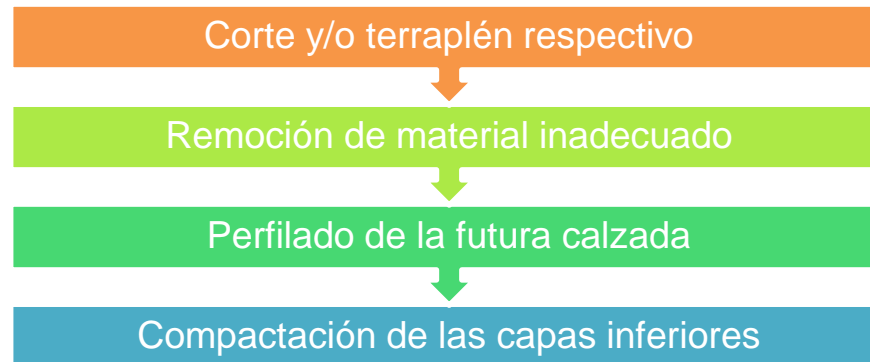 Corte y/o terraplén respectivo
Remoción de material inadecuado
Perfilado de la futura calzada
Compactación de las capas inferiores